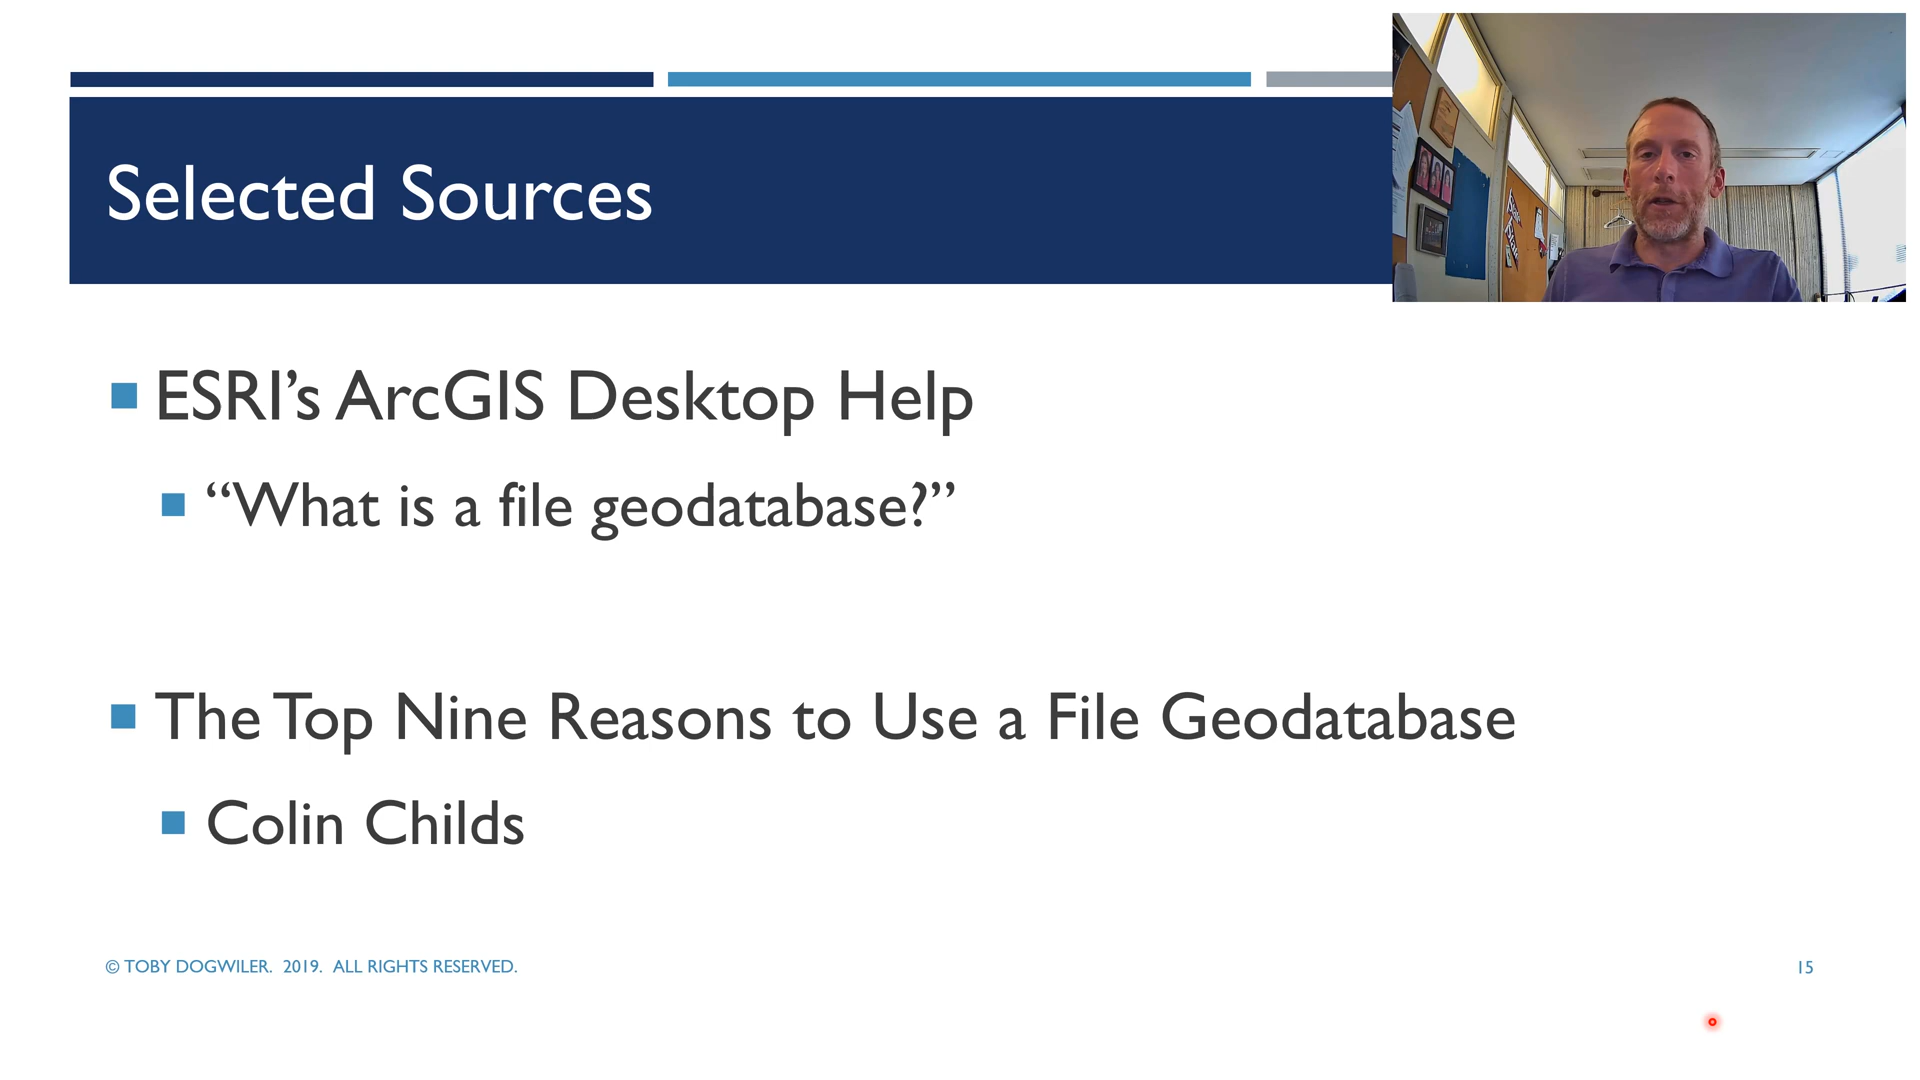 Selected Sources
ESRI’s ArcGIS Desktop Help
“What is a file geodatabase?”
The Top Nine Reasons to Use a File Geodatabase
Colin Childs
© TOBY DOGWILER. 2019. ALL RIGHTS RESERVED.
15